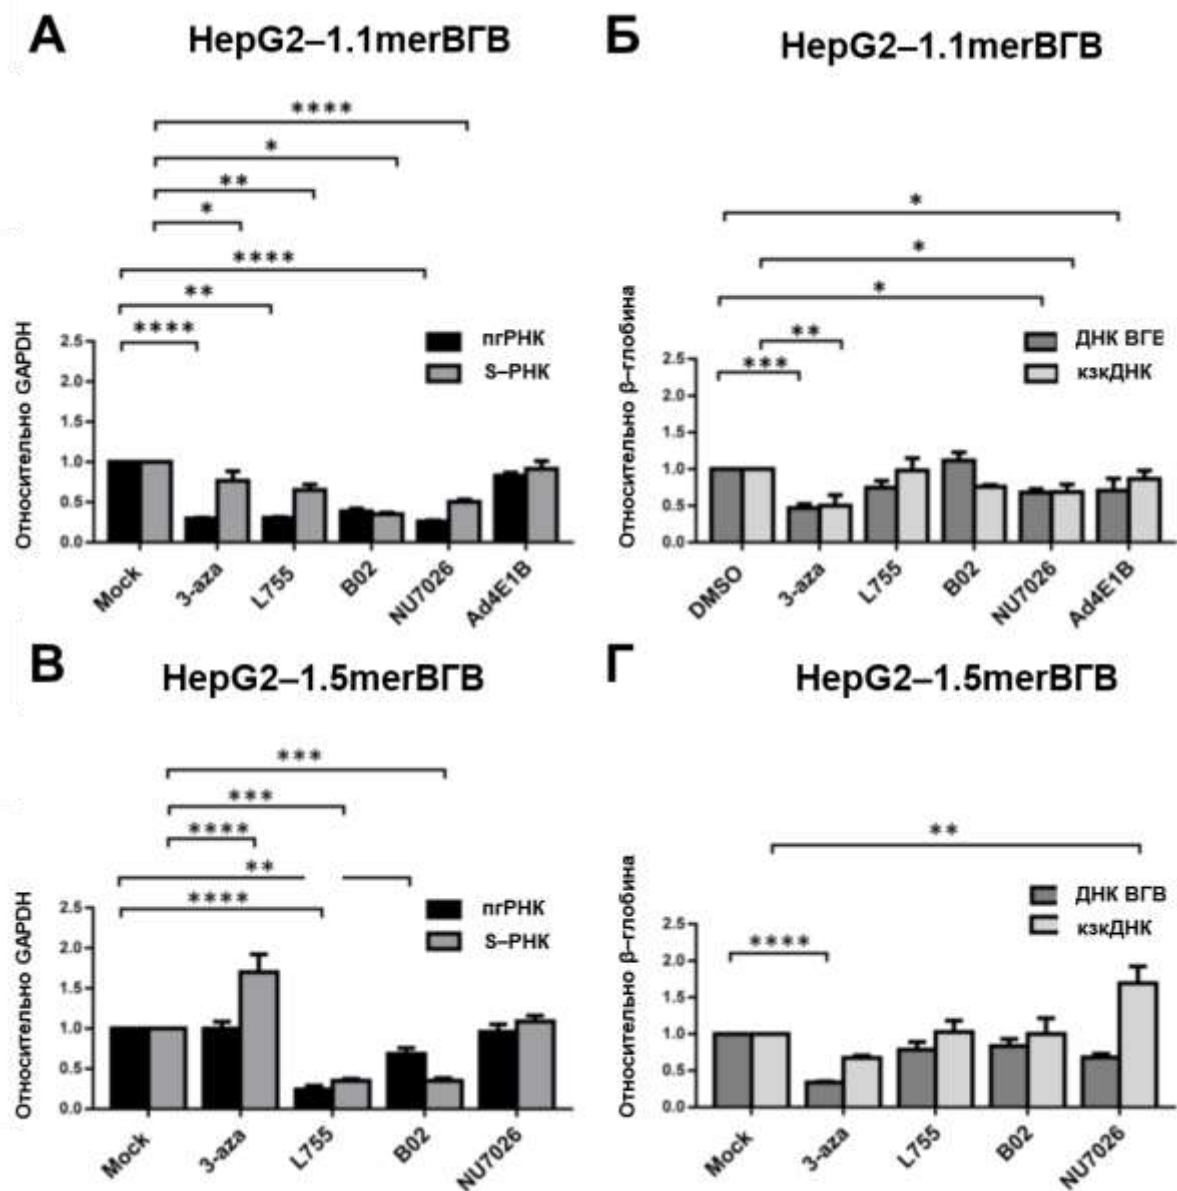 А
HepG2–1.1merВГВ
****
*
**
*
****
**
****
Относительно GAPDH
пгРНК
S–РНК
2.5
2.0
1.5
1.0
0.5
0.0
Mock
3-aza
L755
B02
NU7026
Ad4E1B
Б
HepG2–1.1merВГВ
*
*
*
**
***
Относительно β–глобина
ДНК ВГВ
кзкДНК
2.5
2.0
1.5
1.0
0.5
0.0
DMSO
3-aza
L755
B02
NU7026
Ad4E1B
В
HepG2–1.5merВГВ
***
***
****
**
****
Относительно GAPDH
пгРНК
S–РНК
2.5
2.0
1.5
1.0
0.5
0.0
Mock
3-aza
L755
B02
NU7026
Г
HepG2–1.5merВГВ
**
****
Относительно β–глобина
ДНК ВГВ
кзкДНК
2.5
2.0
1.5
1.0
0.5
0.0
Mock
3-aza
L755
B02
NU7026